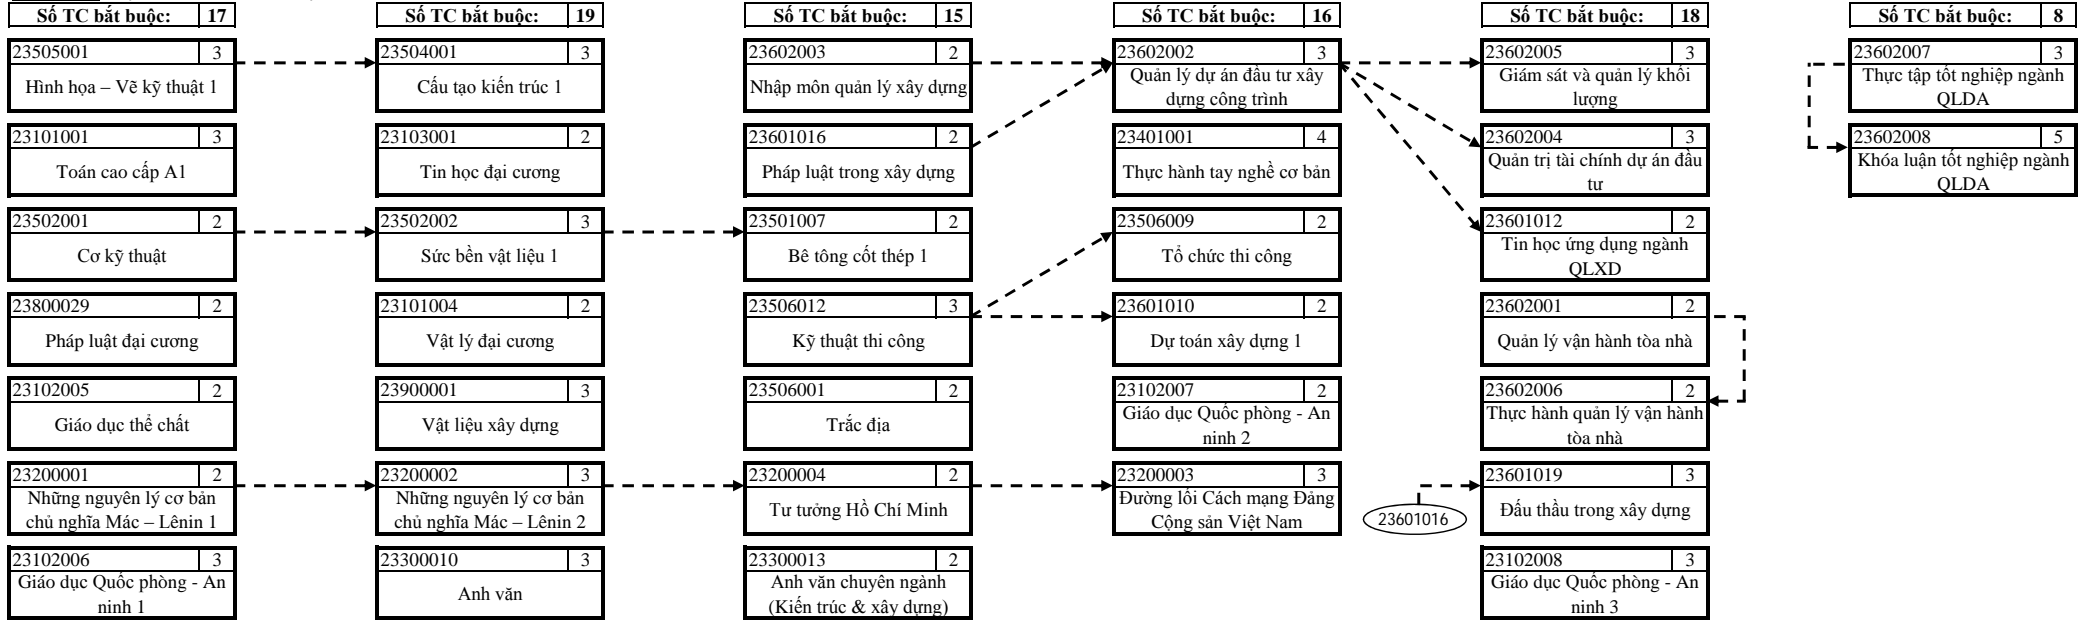 Số TC bắt buộc: 17
23505001 3
Hình họa – Vẽ kỹ thuật 1
23101001 3
Toán cao cấp A1
23502001 2
Cơ kỹ thuật
23800029 2
Pháp luật đại cương
23102005 2
Giáo dục thể chất
23200001 2
Những nguyên lý cơ bản
chủ nghĩa Mác – Lênin 1
23102006 3
Giáo dục Quốc phòng - An
ninh 1
Số TC bắt buộc: 19
23504001 3
Cấu tạo kiến trúc 1
23103001 2
Tin học đại cương
23502002 3
Sức bền vật liệu 1
23101004 2
Vật lý đại cương
23900001 3
Vật liệu xây dựng
23200002 3
Những nguyên lý cơ bản
chủ nghĩa Mác – Lênin 2
23300010 3
Anh văn
Số TC bắt buộc: 15
23602003 2
Nhập môn quản lý xây dựng
23601016 2
Pháp luật trong xây dựng
23501007 2
Bê tông cốt thép 1
23506012 3
Kỹ thuật thi công
23506001 2
Trắc địa
23200004 2
Tư tưởng Hồ Chí Minh
23300013 2
Anh văn chuyên ngành
(Kiến trúc & xây dựng)
Số TC bắt buộc: 16
23602002 3
Quản lý dự án đầu tư xây
dựng công trình
23401001 4
Thực hành tay nghề cơ bản
23506009 2
Tổ chức thi công
23601010 2
Dự toán xây dựng 1
23102007 2
Giáo dục Quốc phòng - An
ninh 2
23200003 3
Đường lối Cách mạng Đảng
Cộng sản Việt Nam
23601016
Số TC bắt buộc: 18
23602005 3
Giám sát và quản lý khối
lượng
23602004 3
Quản trị tài chính dự án đầu
tư
23601012 2
Tin học ứng dụng ngành
QLXD
23602001 2
Quản lý vận hành tòa nhà
23602006 2
Thực hành quản lý vận hành
tòa nhà
23601019 3
Đấu thầu trong xây dựng
23102008 3
Giáo dục Quốc phòng - An
ninh 3
Số TC bắt buộc: 8
23602007 3
Thực tập tốt nghiệp ngành
QLDA
23602008 5
Khóa luận tốt nghiệp ngành
QLDA